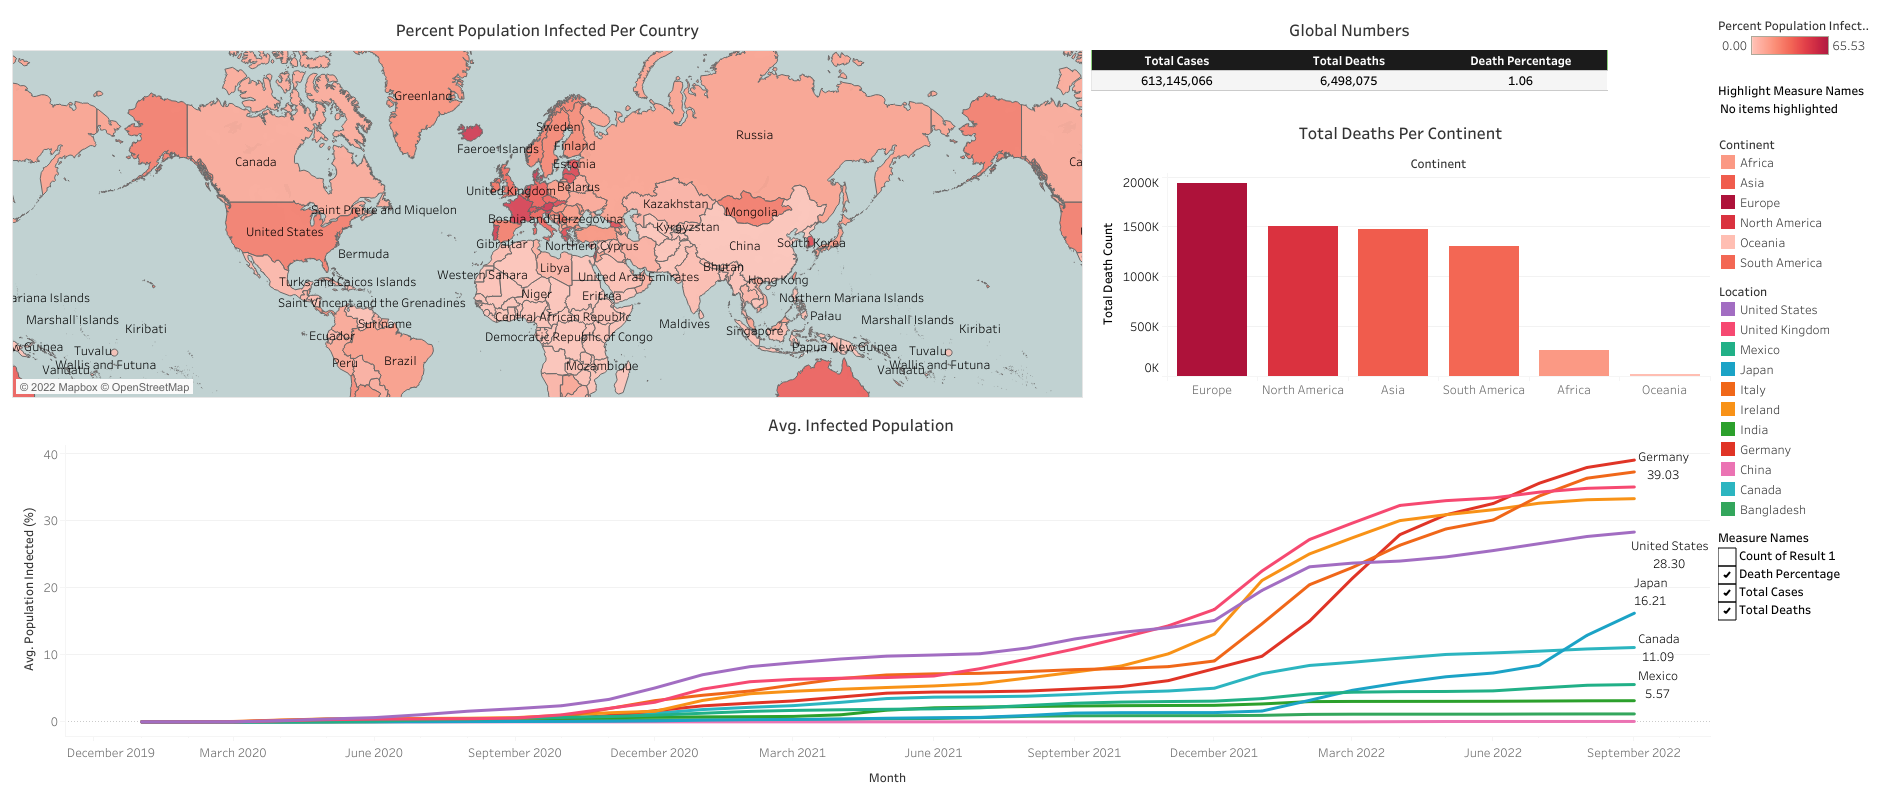 Percent Population Infected Per Country
Greenland
Sweden
Russia
Faeroe Islands
Finland
Canada
Estonia
Ca
United Kingdom
Belarus
Kazakhstan
Saint Pierre and Miquelon
Mongolia
Bosnia and Herzegovina
Kyrgyzstan
United States
Gibraltar
Northern Cyprus
China
South Korea
Bermuda
Libya
Bhutan
Western Sahara
United Arab Emirates
Turks and Caicos Islands
Hong Kong
Niger
Eritrea
ariana Islands
Northern Mariana Islands
Saint Vincent and the Grenadines
Central African Republic
Palau
Marshall Islands
Suriname
Maldives
Marshall Islands
Kiribati
Ecuador
Democratic Republic of Congo
Singapore
Kiribati
w Guinea
Tuvalu
Papua New Guinea
Tuvalu
Peru
Brazil
Wallis and Futuna
Mozambique
Wallis and Futuna
Vanuatu
Vanuatu
© 2022 Mapbox © OpenStreetMap
Global Numbers
Total Cases Total Deaths Death Percentage
613,145,066 6,498,075 1.06
Total Deaths Per Continent
Continent
Total Death Count
2000K
1500K
1000K
500K
0K
Europe North America Asia South America Africa Oceania
Percent Population Infect..
0.00 65.53
Highlight Measure Names
No items highlighted
Continent
Africa
Asia
Europe
North America
Oceania
South America
Location
United States
United Kingdom
Mexico
Japan
Italy
Ireland
India
Germany
China
Canada
Bangladesh
Measure Names
Count of Result 1
Death Percentage
Total Cases
Total Deaths
Avg. Infected Population
Avg. Population Indected (%)
40
30
20
10
0
Germany
39.03
United States
28.30
Japan
16.21
Canada
11.09
Mexico
5.57
December 2019 March 2020 June 2020 September 2020 December 2020 March 2021 June 2021 September 2021 December 2021 March 2022 June 2022 September 2022
Month